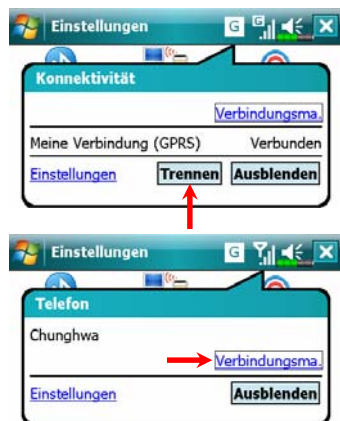 Einstellungen G G
Konnektivität
Verbindungsma.
Meine Verbindung (GPRS) Verbunden
Einstellungen Trennen Ausblenden
Einstellungen G
Telefon
Chunghwa
Verbindungsma.
Einstellungen Ausblenden